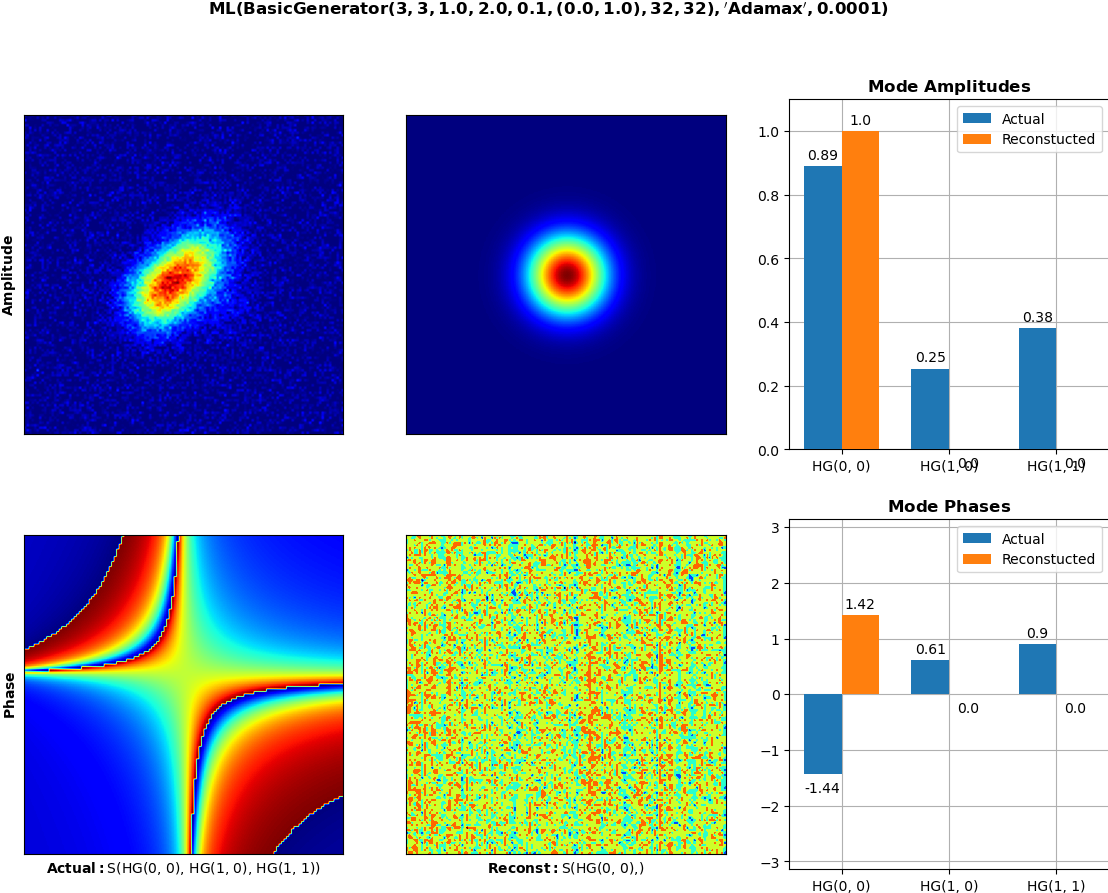 ML(BasicGenerator(3, 3, 1.0, 2.0, 0.1, (0.0, 1.0), 32, 32), ′Adamax′, 0.0001)
Amplitude
Mode Amplitudes
Actual
Reconstucted
1.0
0.8
0.6
0.4
0.2
0.0
0.89
1.0
0.25
0.0
0.38
0.0
HG(0, 0)
HG(1, 0)
HG(1, 1)
Phase
Actual: S(HG(0, 0), HG(1, 0), HG(1, 1))
Reconst: S(HG(0, 0),)
Mode Phases
Actual
Reconstucted
3
2
1
0
−1
−2
−3
-1.44
1.42
0.61
0.0
0.9
0.0
HG(0, 0)
HG(1, 0)
HG(1, 1)